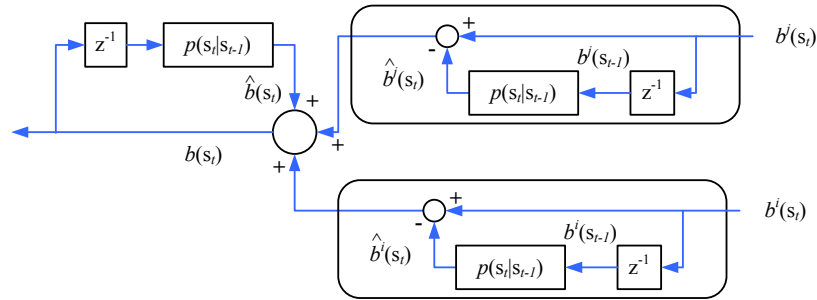 z⁻¹
p(sₜ|sₜ₋₁)
b̂(sₜ)
+
+
+
b(sₜ)
-
+
bʲ(sₜ)
b̂ʲ(sₜ)
bʲ(sₜ₋₁)
p(sₜ|sₜ₋₁)
z⁻¹
-
+
bⁱ(sₜ)
b̂ⁱ(sₜ)
bⁱ(sₜ₋₁)
p(sₜ|sₜ₋₁)
z⁻¹